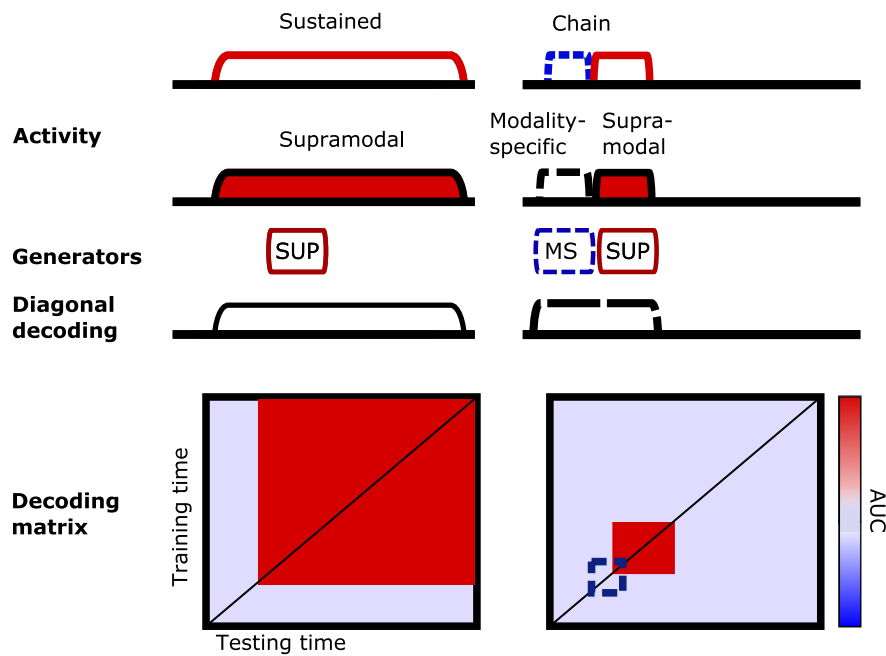 Sustained
Chain
Activity
Supramodal
Modality-
specific
Supra-
modal
Generators
SUP
MS
SUP
Diagonal
decoding
Decoding
matrix
Training time
Testing time
AUC